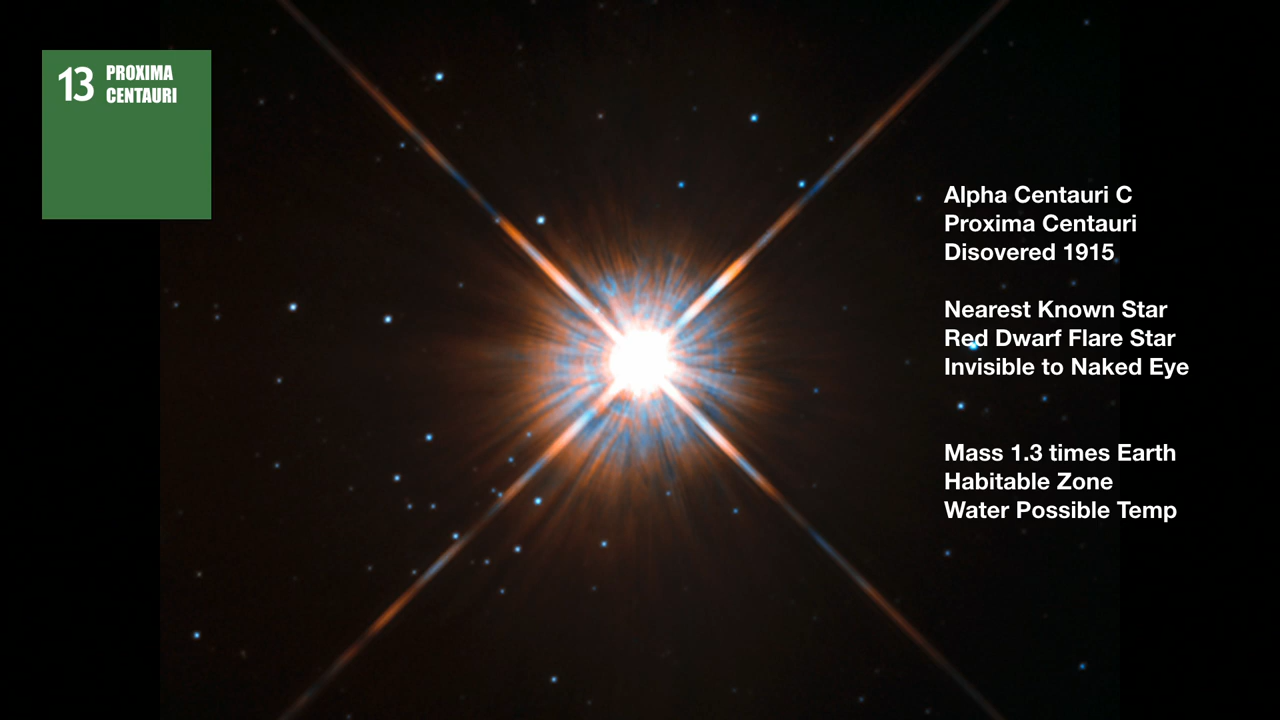 13 PROXIMA
CENTAURI
Alpha Centauri C
Proxima Centauri
Disovered 1915
Nearest Known Star
Red Dwarf Flare Star
Invisible to Naked Eye
Mass 1.3 times Earth
Habitable Zone
Water Possible Temp